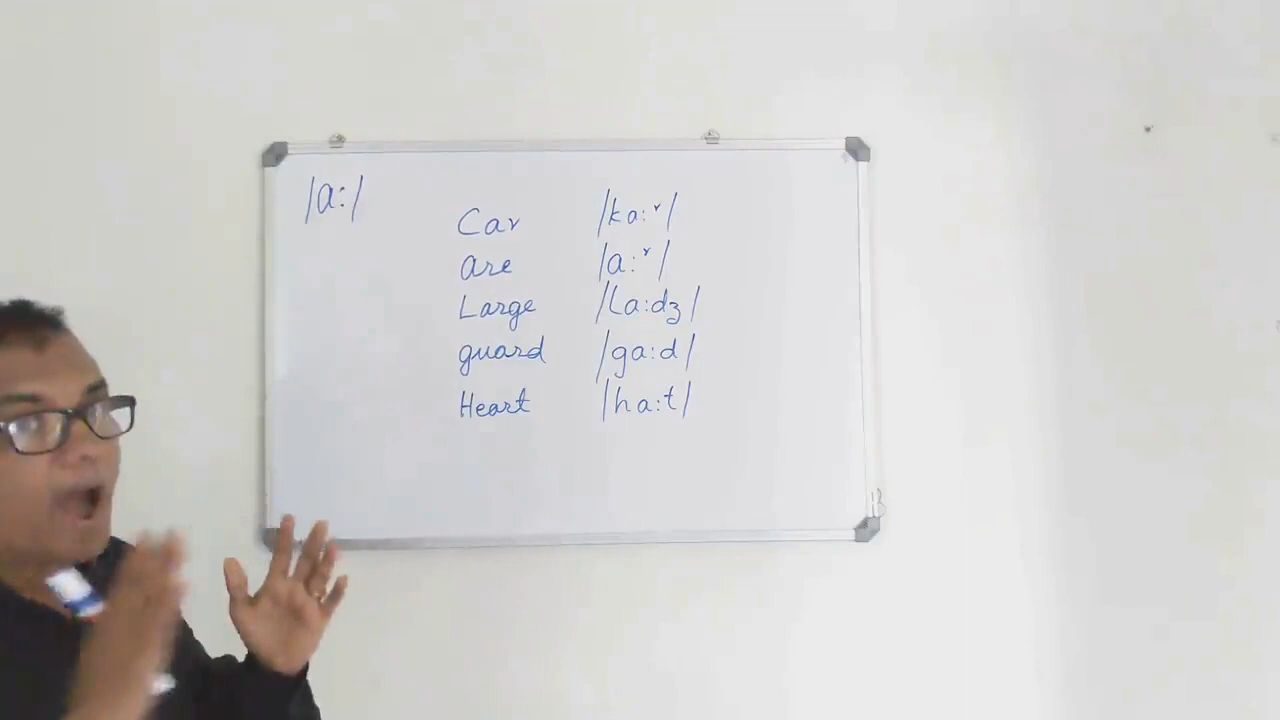 /a:/
Car /ka:ʳ/
are /a:ʳ/
Large /La:dʒ/
guard /ga:d/
Heart /ha:t/